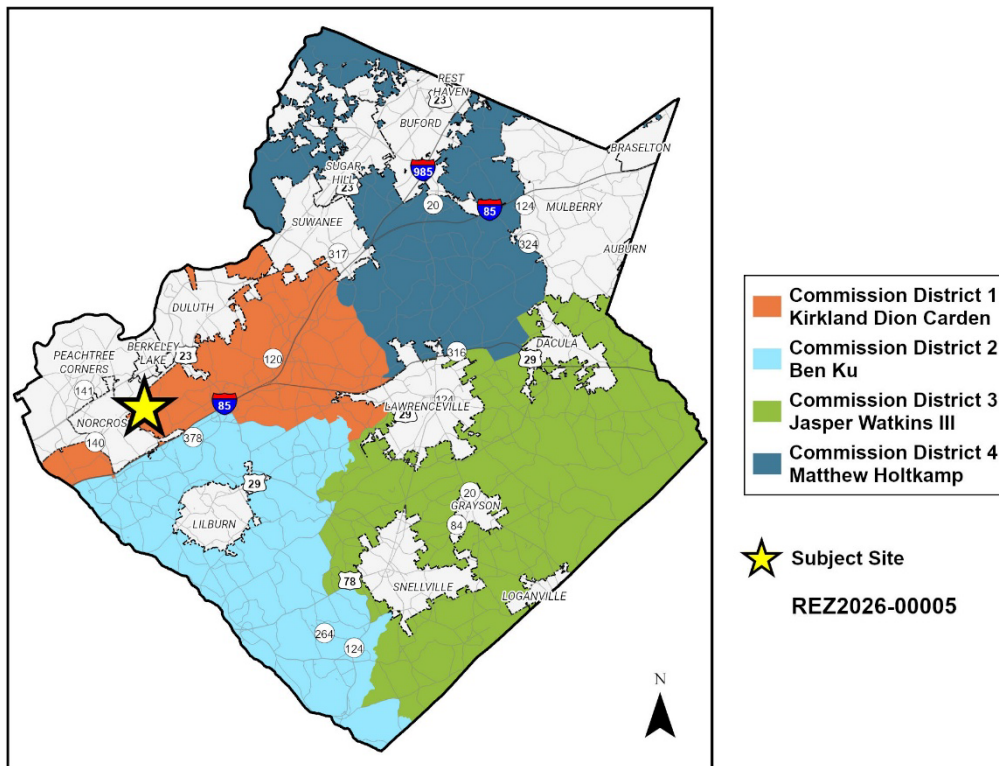 REST
HAVEN
23
BUFORD
BRASELTON
SUGAR
HILL
23
985
20
85
124
MULBERRY
SUWANEE
324
AUBURN
317
DULUTH
BERKELEY
LAKE
23
PEACHTREE
CORNERS
120
316
DACULA
29
141
85
124
LAWRENCEVILLE
29
NORCROS
140
378
29
LILBURN
20
GRAYSON
84
SNELLVILLE
78
LOGANVILLE
264
124
N
Commission District 1
Kirkland Dion Carden
Commission District 2
Ben Ku
Commission District 3
Jasper Watkins III
Commission District 4
Matthew Holtkamp
Subject Site
REZ2026-00005